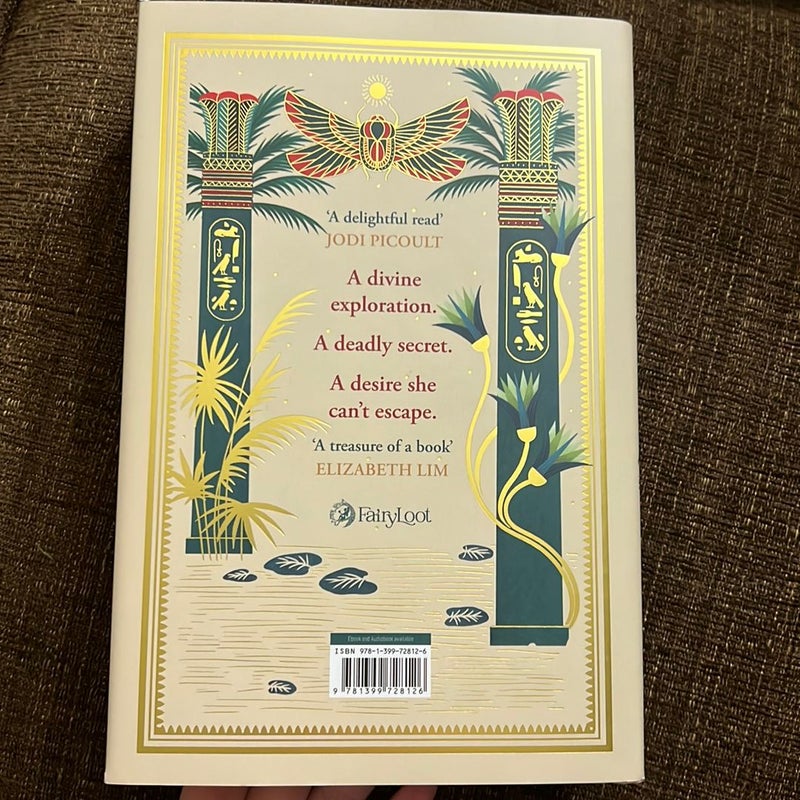 ‘A delightful read’
JODI PICOULT
A divine
exploration.
A deadly secret.
A desire she
can’t escape.
‘A treasure of a book’
ELIZABETH LIM
FairyLoot
Ebook and Audiobook available
ISBN 978-1-399-72812-6
9 781399 728126